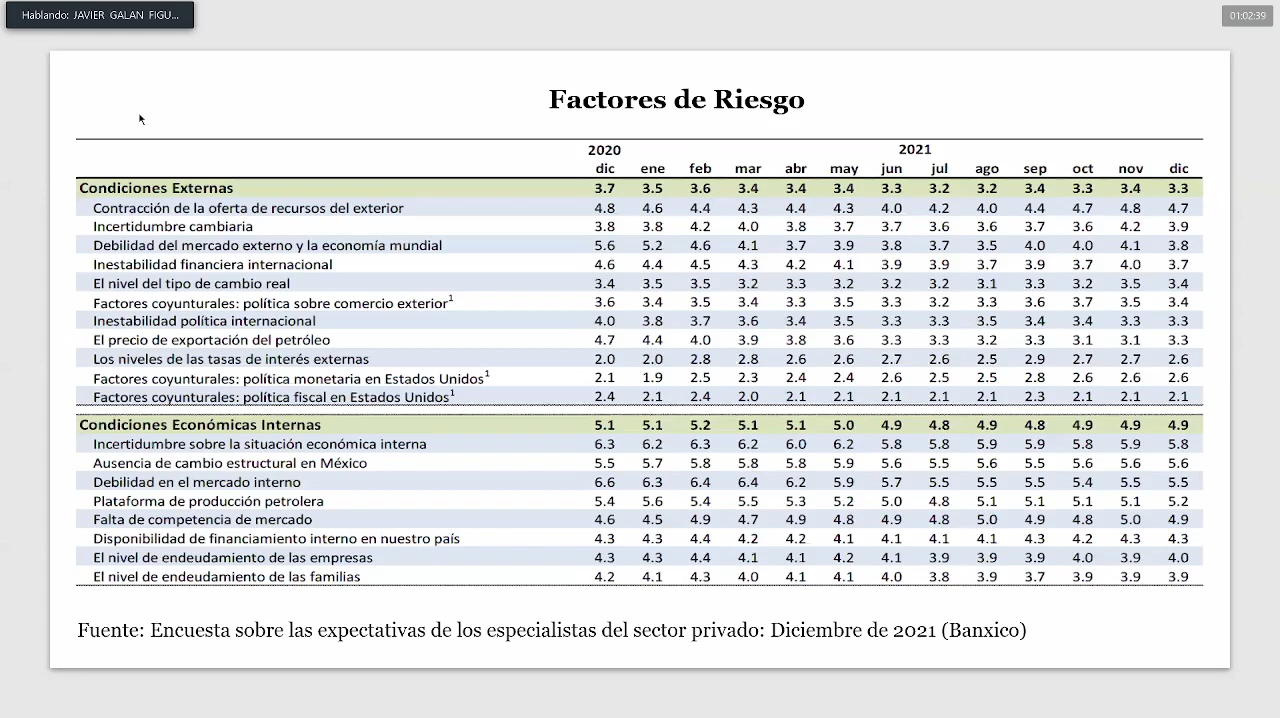 Hablando: JAVIER GALAN FIGU...
01:02:39
Factores de Riesgo
2020 2021
dic ene feb mar abr may jun jul ago sep oct nov dic
Condiciones Externas 3.7 3.5 3.6 3.4 3.4 3.4 3.3 3.2 3.2 3.4 3.3 3.4 3.3
Contracción de la oferta de recursos del exterior 4.8 4.6 4.4 4.3 4.4 4.3 4.0 4.2 4.0 4.4 4.7 4.8 4.7
Incertidumbre cambiaria 3.8 3.8 4.2 4.0 3.8 3.7 3.7 3.6 3.6 3.7 3.6 4.2 3.9
Debilidad del mercado externo y la economía mundial 5.6 5.2 4.6 4.1 3.7 3.9 3.8 3.7 3.5 4.0 4.0 4.1 3.8
Inestabilidad financiera internacional 4.6 4.4 4.5 4.3 4.2 4.1 3.9 3.9 3.7 3.9 3.7 4.0 3.7
El nivel del tipo de cambio real 3.4 3.5 3.5 3.2 3.3 3.2 3.2 3.2 3.1 3.3 3.2 3.5 3.4
Factores coyunturales: política sobre comercio exterior¹ 3.6 3.4 3.5 3.4 3.3 3.5 3.3 3.2 3.3 3.6 3.7 3.5 3.4
Inestabilidad política internacional 4.0 3.8 3.7 3.6 3.4 3.5 3.3 3.3 3.5 3.4 3.4 3.3 3.3
El precio de exportación del petróleo 4.7 4.4 4.0 3.9 3.8 3.6 3.3 3.3 3.2 3.3 3.1 3.1 3.3
Los niveles de las tasas de interés externas 2.0 2.0 2.8 2.8 2.6 2.6 2.7 2.6 2.5 2.9 2.7 2.7 2.6
Factores coyunturales: política monetaria en Estados Unidos¹ 2.1 1.9 2.5 2.3 2.4 2.4 2.6 2.5 2.5 2.8 2.6 2.6 2.6
Factores coyunturales: política fiscal en Estados Unidos¹ 2.4 2.1 2.4 2.0 2.1 2.1 2.1 2.1 2.1 2.3 2.1 2.1 2.1
Condiciones Económicas Internas 5.1 5.1 5.2 5.1 5.1 5.0 4.9 4.8 4.9 4.8 4.9 4.9 4.9
Incertidumbre sobre la situación económica interna 6.3 6.2 6.3 6.2 6.0 6.2 5.8 5.8 5.9 5.9 5.8 5.9 5.8
Ausencia de cambio estructural en México 5.5 5.7 5.8 5.8 5.8 5.9 5.6 5.5 5.6 5.5 5.6 5.6 5.6
Debilidad en el mercado interno 6.6 6.3 6.4 6.4 6.2 5.9 5.7 5.5 5.5 5.5 5.4 5.5 5.5
Plataforma de producción petrolera 5.4 5.6 5.4 5.5 5.3 5.2 5.0 4.8 5.1 5.1 5.1 5.1 5.2
Falta de competencia de mercado 4.6 4.5 4.9 4.7 4.9 4.8 4.9 4.8 5.0 4.9 4.8 5.0 4.9
Disponibilidad de financiamiento interno en nuestro país 4.3 4.3 4.4 4.2 4.2 4.1 4.1 4.1 4.1 4.3 4.2 4.3 4.3
El nivel de endeudamiento de las empresas 4.3 4.3 4.4 4.1 4.1 4.2 4.1 3.9 3.9 3.9 4.0 3.9 4.0
El nivel de endeudamiento de las familias 4.2 4.1 4.3 4.0 4.1 4.1 4.0 3.8 3.9 3.7 3.9 3.9 3.9
Fuente: Encuesta sobre las expectativas de los especialistas del sector privado: Diciembre de 2021 (Banxico)